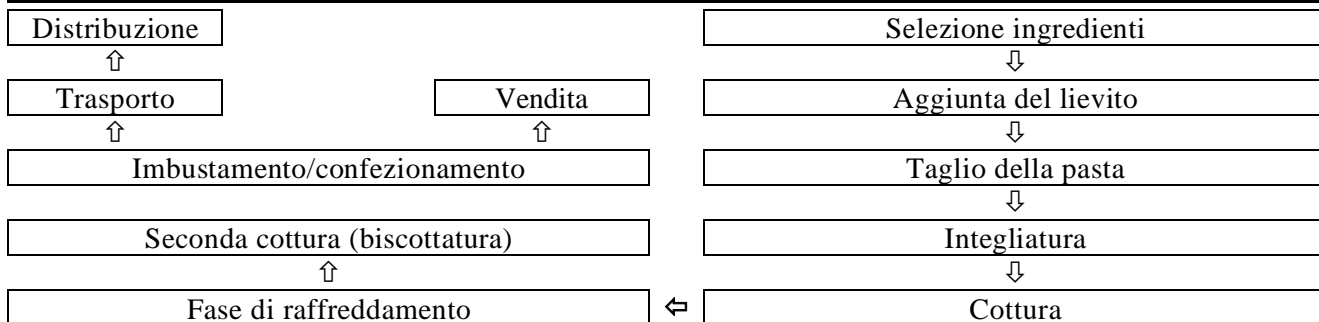 Distribuzione
Selezione ingredienti
⇧
⇩
Trasporto
Vendita
Aggiunta del lievito
⇧
⇧
⇩
Imbustamento/confezionamento
Taglio della pasta
⇩
Seconda cottura (biscottatura)
Integliatura
⇧
⇩
Fase di raffreddamento
⇦
Cottura